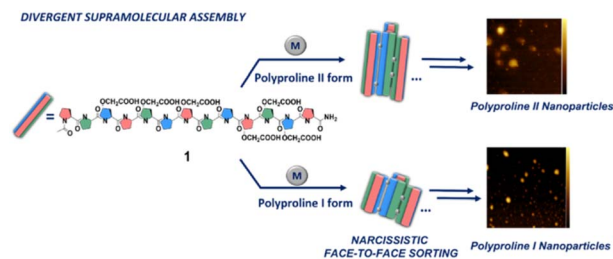 DIVERGENT SUPRAMOLECULAR ASSEMBLY
M
Polyproline II form
...
Polyproline II Nanoparticles
=
OCH₂COOH OCH₂COOH OCH₂COOH OCH₂COOH
NH₂
OCH₂COOH OCH₂COOH
1
M
Polyproline I form
...
NARCISSISTIC
FACE-TO-FACE SORTING
Polyproline I Nanoparticles